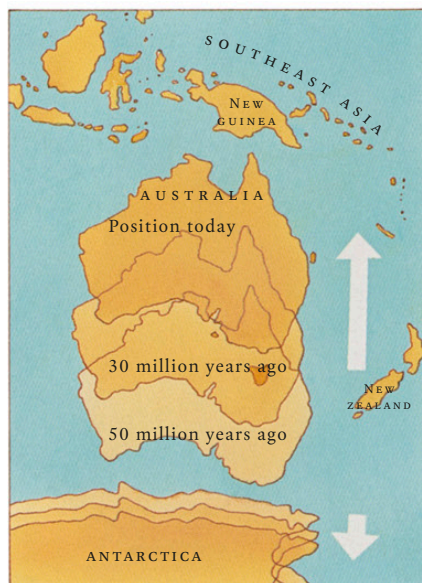 SOUTHEAST ASIA
NEW
GUINEA
AUSTRALIA
Position today
30 million years ago
NEW
ZEALAND
50 million years ago
ANTARCTICA